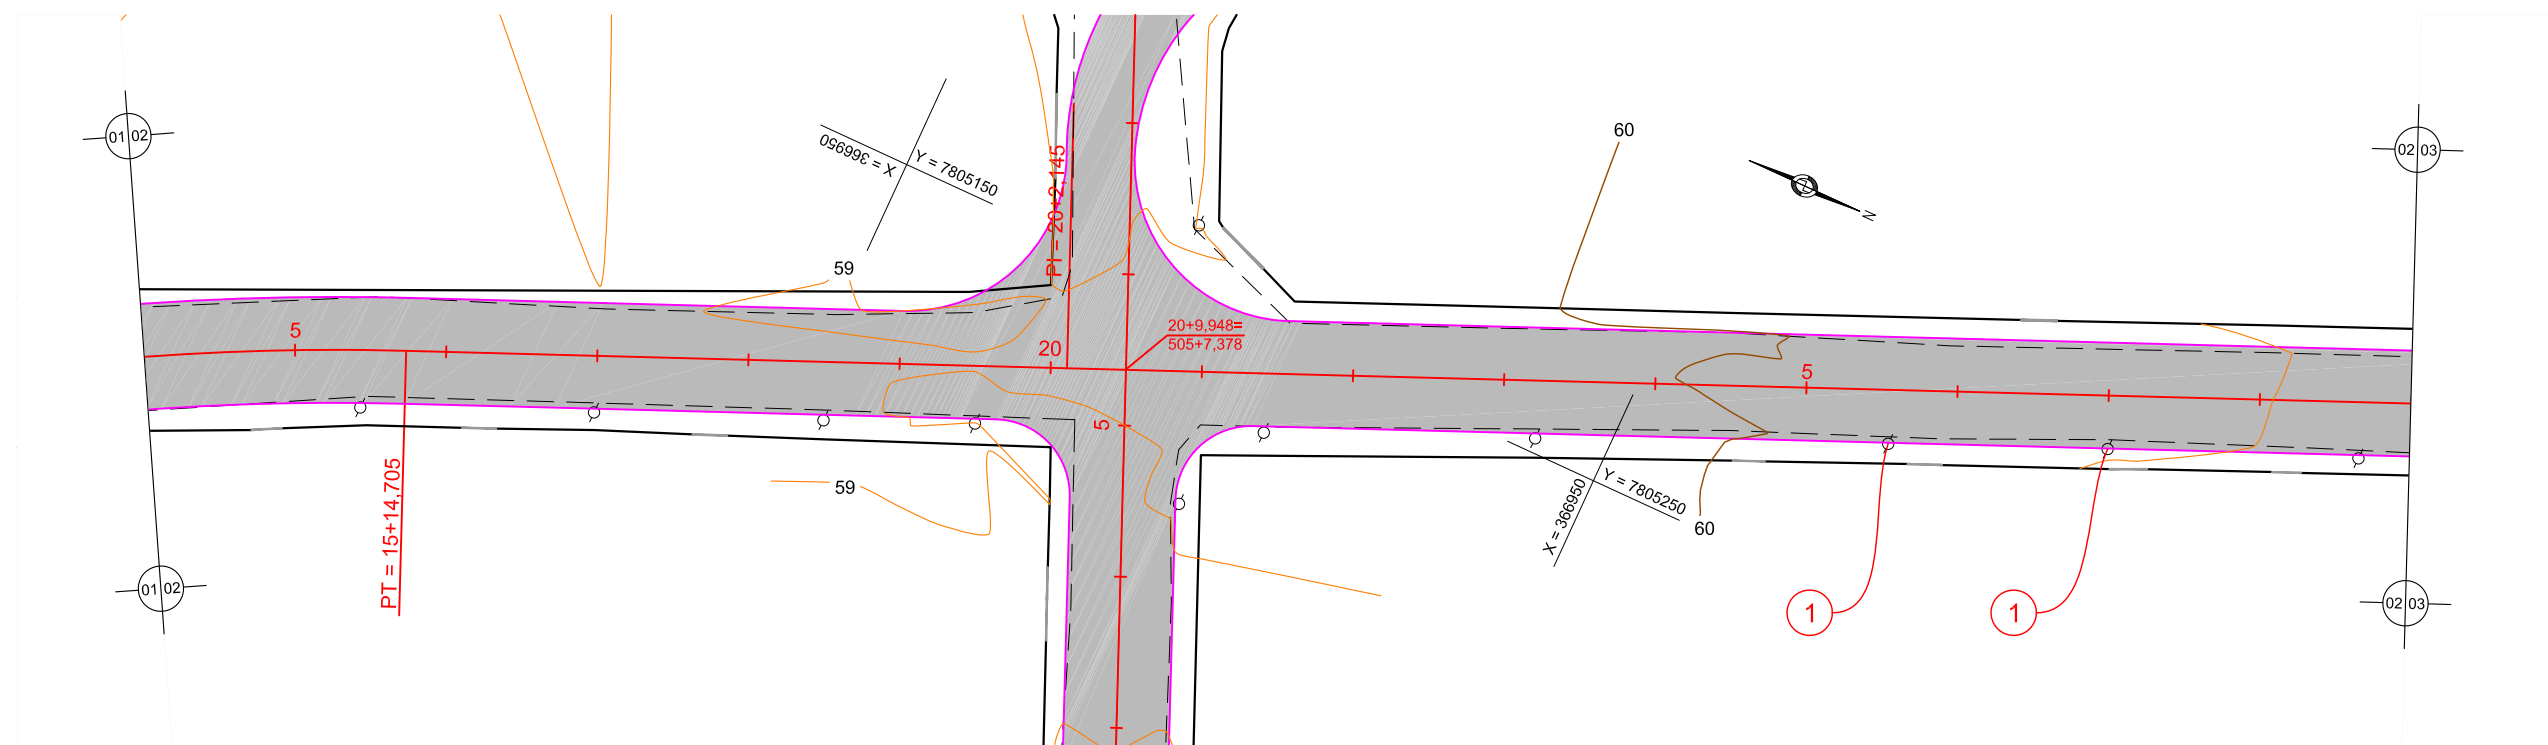 60
01 02
02 03
Y = 7805150
X = 366950
PI = 20+2,145
N
59
5
20
20+9,948=
505+7,378
5
5
59
PT = 15+14,705
Y = 7805250
X = 366950
60
01 02
1
1
02 03